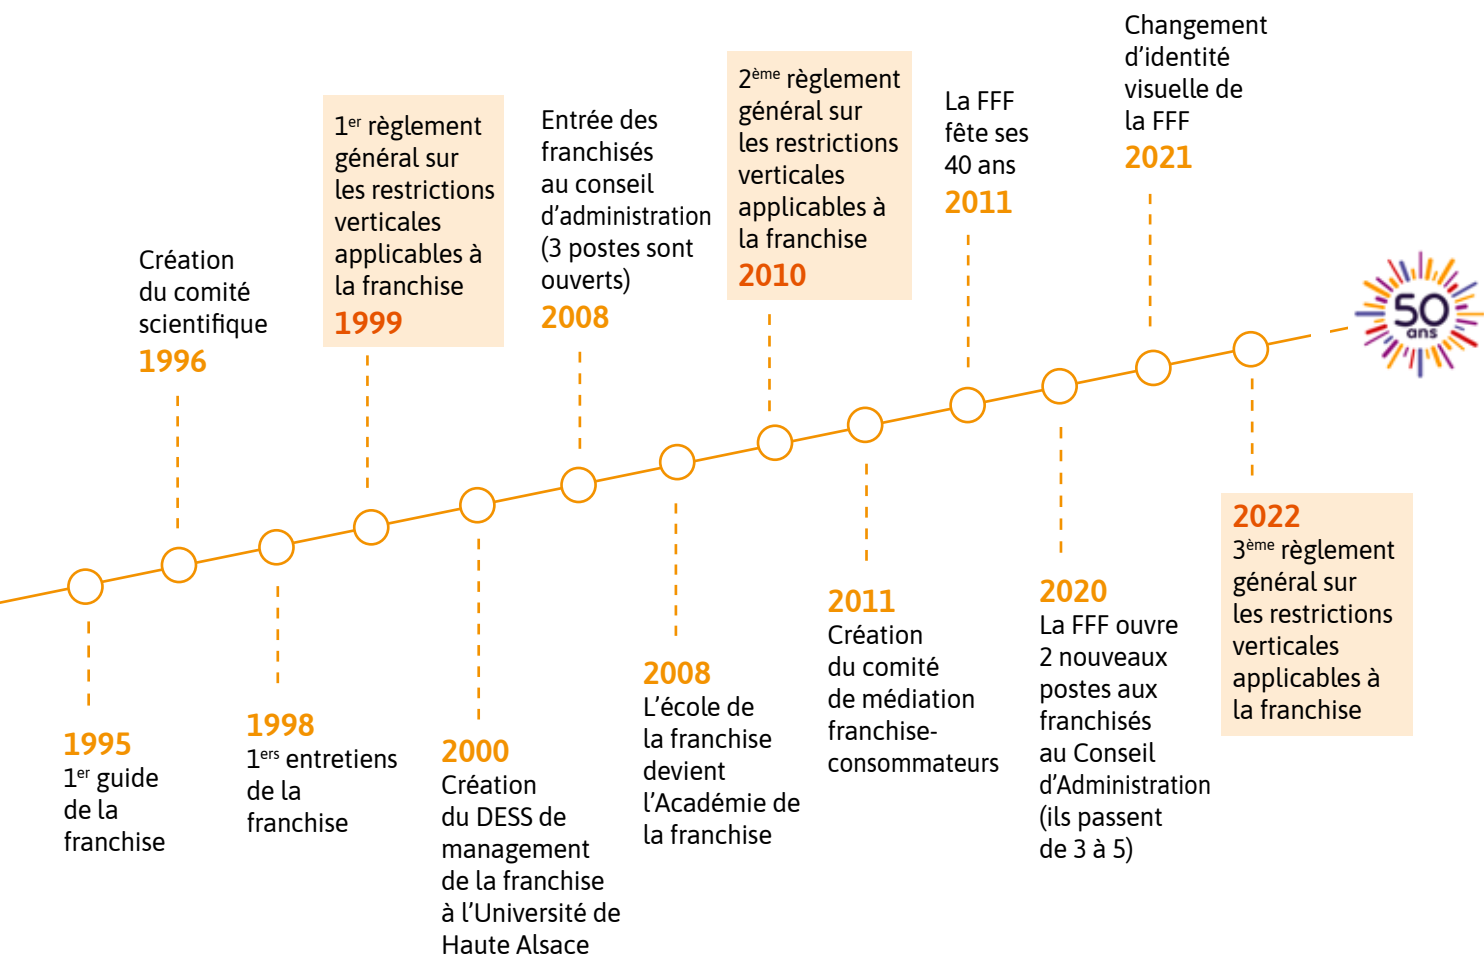 1995
1er guide
de la
franchise
Création
du comité
scientifique
1996
1998
1ers entretiens
de la
franchise
1er règlement
général sur
les restrictions
verticales
applicables à
la franchise
1999
2000
Création
du DESS de
management
de la franchise
à l’Université de
Haute Alsace
Entrée des
franchisés
au conseil
d’administration
(3 postes sont
ouverts)
2008
2008
L’école de
la franchise
devient
l’Académie de
la franchise
2ème règlement
général sur
les restrictions
verticales
applicables à
la franchise
2010
2011
Création
du comité
de médiation
franchise-
consommateurs
La FFF
fête ses
40 ans
2011
2020
La FFF ouvre
2 nouveaux
postes aux
franchisés
au Conseil
d’Administration
(ils passent
de 3 à 5)
Changement
d’identité
visuelle de
la FFF
2021
2022
3ème règlement
général sur
les restrictions
verticales
applicables à
la franchise
50
ans